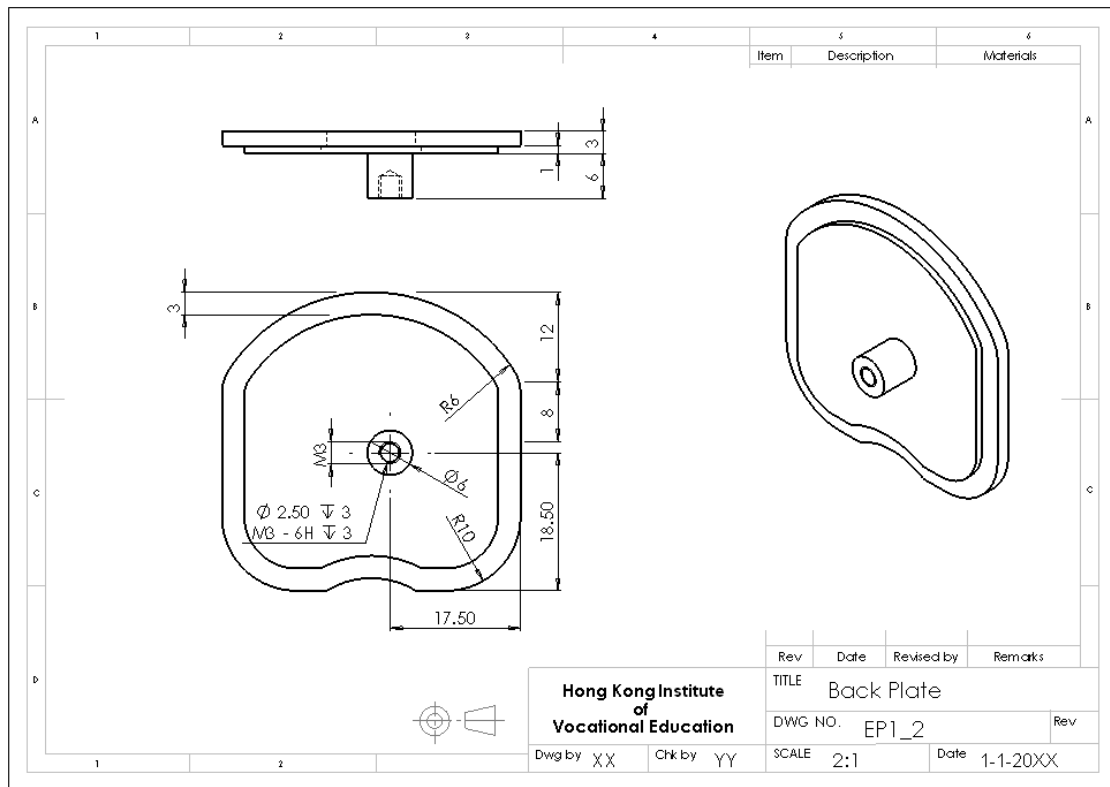 1 2 3 4 5 6
Item Description Materials
A A
3
1
6
B B
3
12
R6
8
M3
Ø6
C C
Ø 2.50 ↧ 3
M3 - 6H ↧ 3
R10
18.50
17.50
Rev Date Revised by Remarks
D
Hong Kong Institute
of
Vocational Education
TITLE Back Plate
DWG NO. EP1_2 Rev
Dwg by XX Chk by YY SCALE 2:1 Date 1-1-20XX
1 2